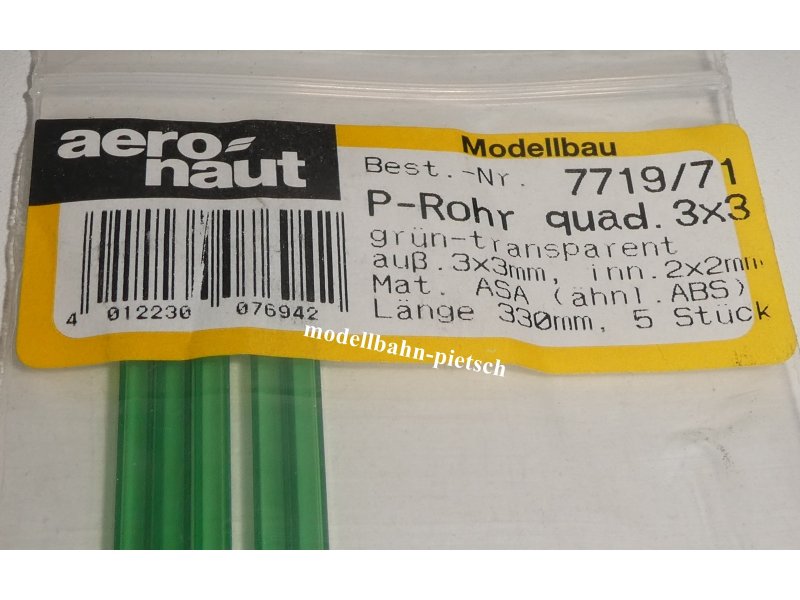 aero-
naut
Modellbau
Best.-Nr. 7719/71
P-Rohr quad. 3x3
grün-transparent
auß. 3x3mm, inn. 2x2mm,
Mat. ASA (ähnl. ABS)
Länge 330mm, 5 Stück
4 012230 076942
modellbahn-pietsch